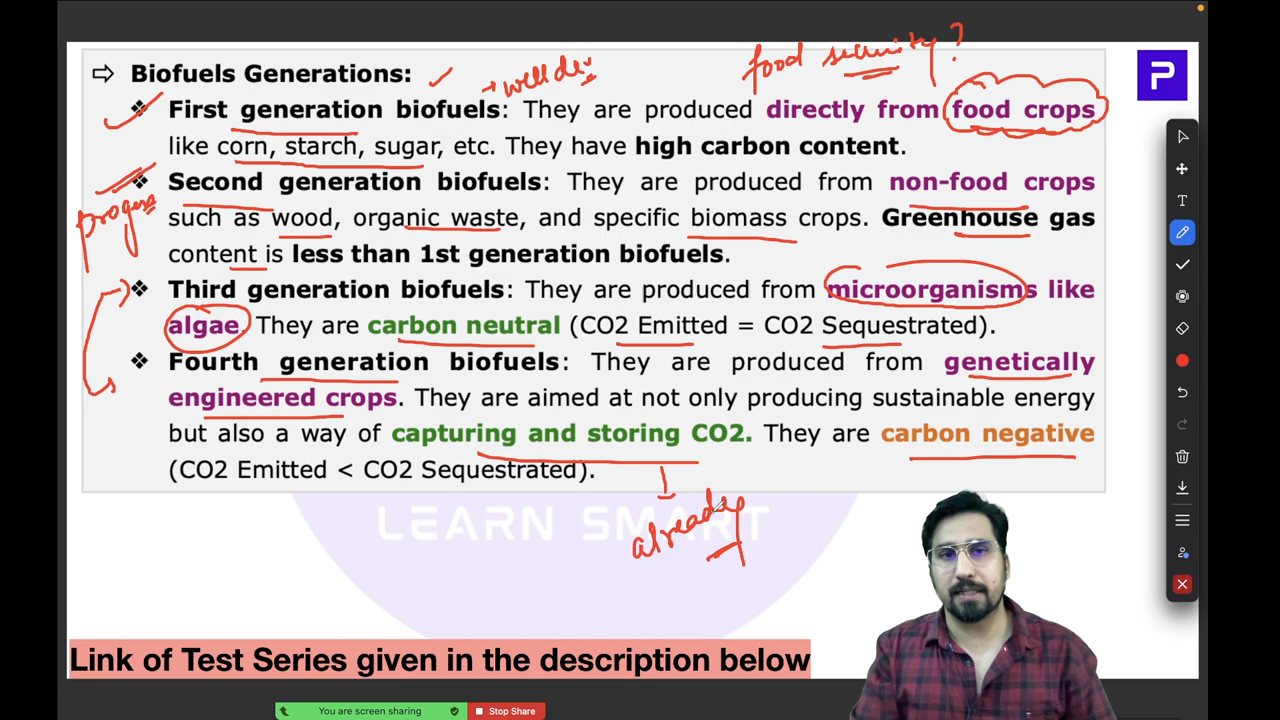 food security?
→ well dev
⇨ Biofuels Generations:
❖ First generation biofuels: They are produced directly from food crops
like corn, starch, sugar, etc. They have high carbon content.
❖ Second generation biofuels: They are produced from non-food crops
progress
such as wood, organic waste, and specific biomass crops. Greenhouse gas
content is less than 1st generation biofuels.
❖ Third generation biofuels: They are produced from microorganisms like
algae. They are carbon neutral (CO2 Emitted = CO2 Sequestrated).
❖ Fourth generation biofuels: They are produced from genetically
engineered crops. They are aimed at not only producing sustainable energy
but also a way of capturing and storing CO2. They are carbon negative
(CO2 Emitted < CO2 Sequestrated).
already
LEARN SMART
P
T
Link of Test Series given in the description below
You are screen sharing
Stop Share